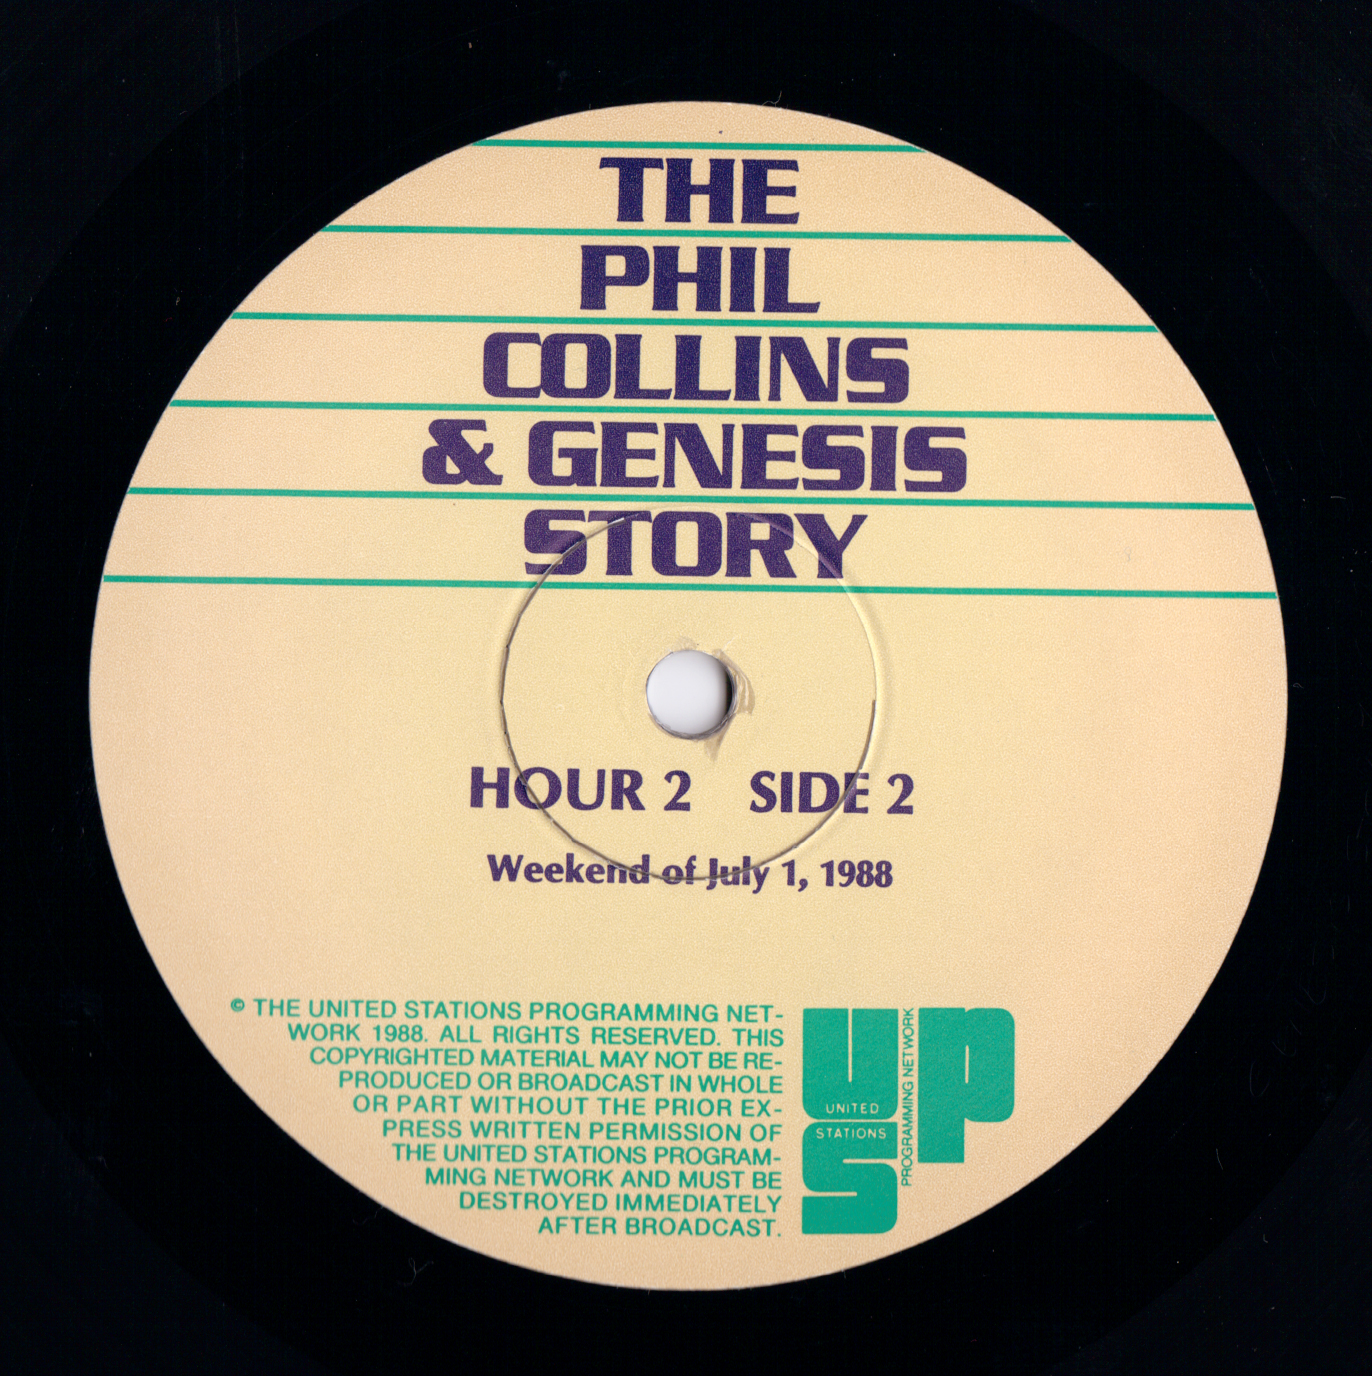 THE
PHIL
COLLINS
& GENESIS
STORY
HOUR 2 SIDE 2
Weekend of July 1, 1988
© THE UNITED STATIONS PROGRAMMING NET-
WORK 1988. ALL RIGHTS RESERVED. THIS
COPYRIGHTED MATERIAL MAY NOT BE RE-
PRODUCED OR BROADCAST IN WHOLE
OR PART WITHOUT THE PRIOR EX-
PRESS WRITTEN PERMISSION OF
THE UNITED STATIONS PROGRAM-
MING NETWORK AND MUST BE
DESTROYED IMMEDIATELY
AFTER BROADCAST.
U
UNITED
STATIONS
S
PROGRAMMING NETWORK
P